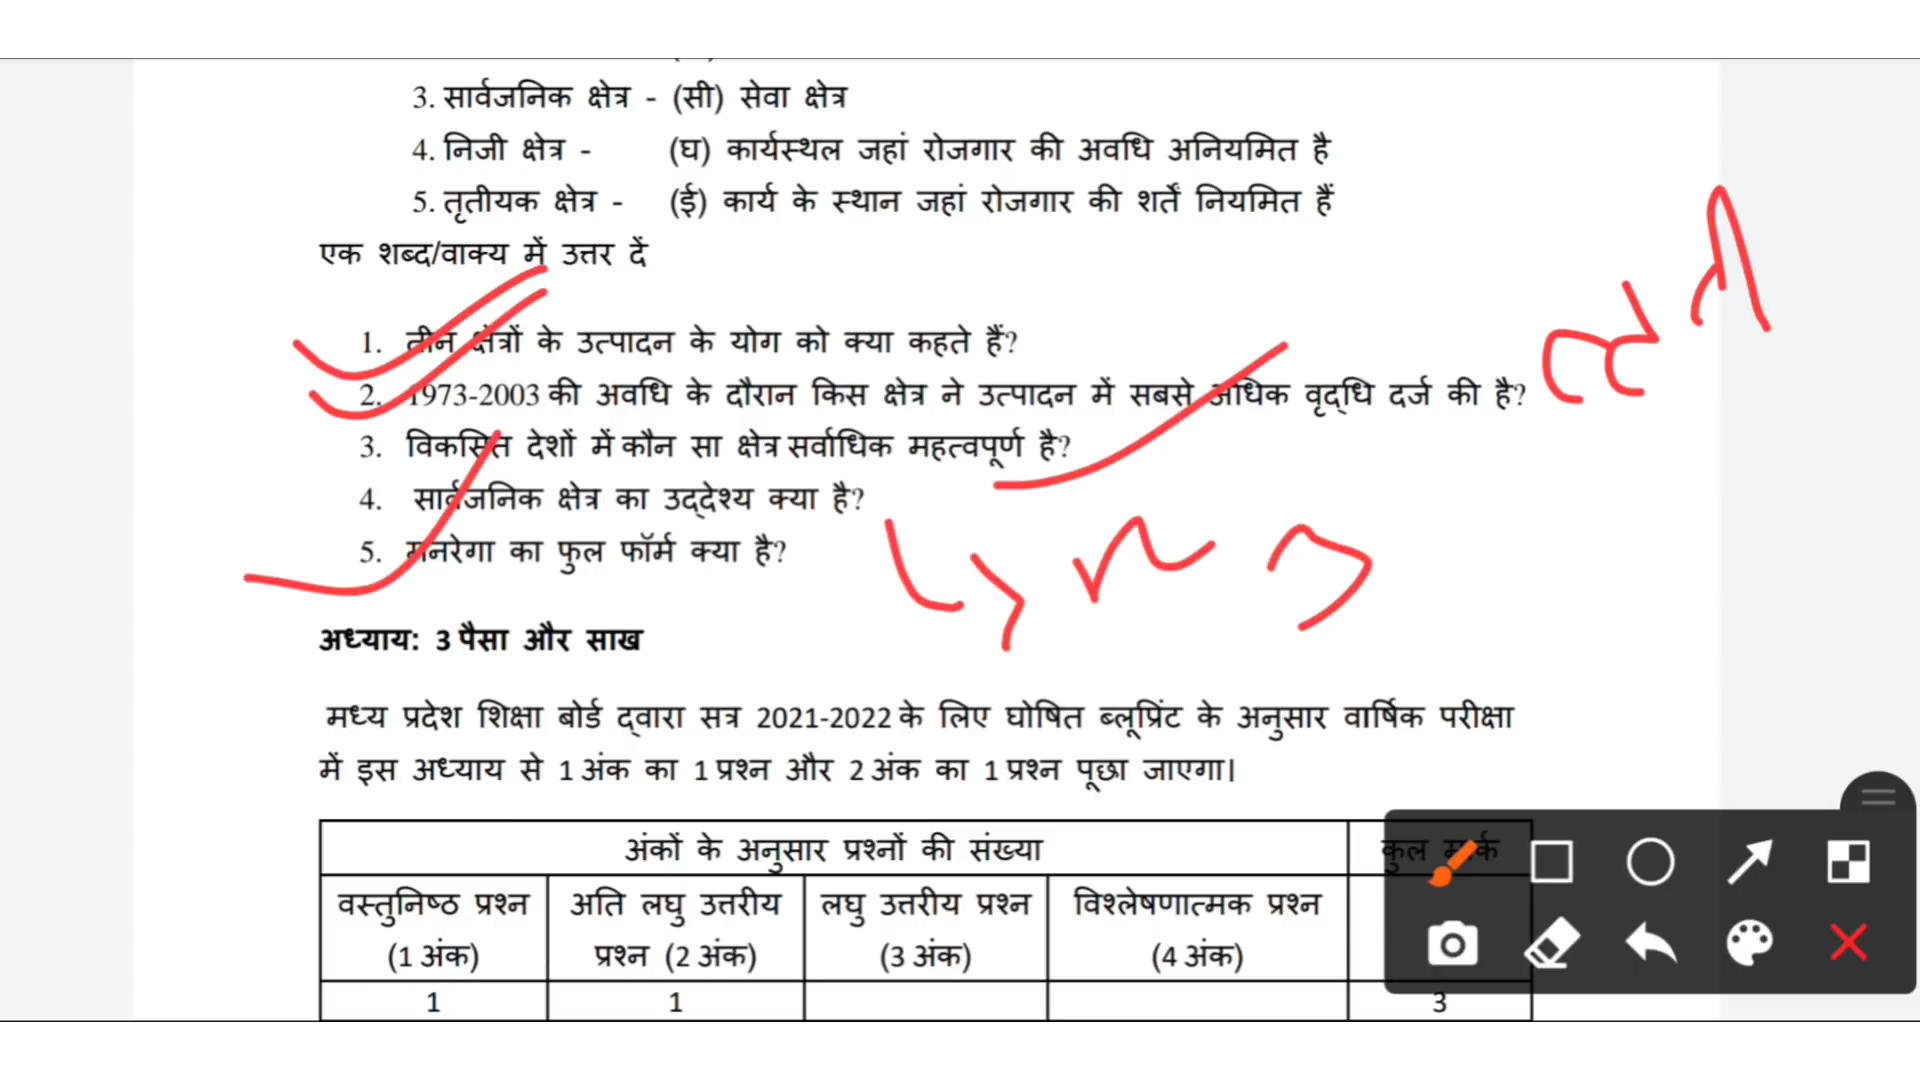 3. सार्वजनिक क्षेत्र - (सी) सेवा क्षेत्र
4. निजी क्षेत्र - (घ) कार्यस्थल जहां रोजगार की अवधि अनियमित है
5. तृतीयक क्षेत्र - (ई) कार्य के स्थान जहां रोजगार की शर्तें नियमित हैं
एक शब्द/वाक्य में उत्तर दें
1. तीन क्षेत्रों के उत्पादन के योग को क्या कहते हैं?
2. 1973-2003 की अवधि के दौरान किस क्षेत्र ने उत्पादन में सबसे अधिक वृद्धि दर्ज की है?
3. विकसित देशों में कौन सा क्षेत्र सर्वाधिक महत्वपूर्ण है?
4. सार्वजनिक क्षेत्र का उद्देश्य क्या है?
5. मनरेगा का फुल फॉर्म क्या है?
अध्याय: 3 पैसा और साख
मध्य प्रदेश शिक्षा बोर्ड द्वारा सत्र 2021-2022 के लिए घोषित ब्लूप्रिंट के अनुसार वार्षिक परीक्षा
में इस अध्याय से 1 अंक का 1 प्रश्न और 2 अंक का 1 प्रश्न पूछा जाएगा।
अंकों के अनुसार प्रश्नों की संख्या कुल
वस्तुनिष्ठ प्रश्न अति लघु उत्तरीय लघु उत्तरीय प्रश्न विश्लेषणात्मक प्रश्न
(1 अंक) प्रश्न (2 अंक) (3 अंक) (4 अंक)
1 1 3